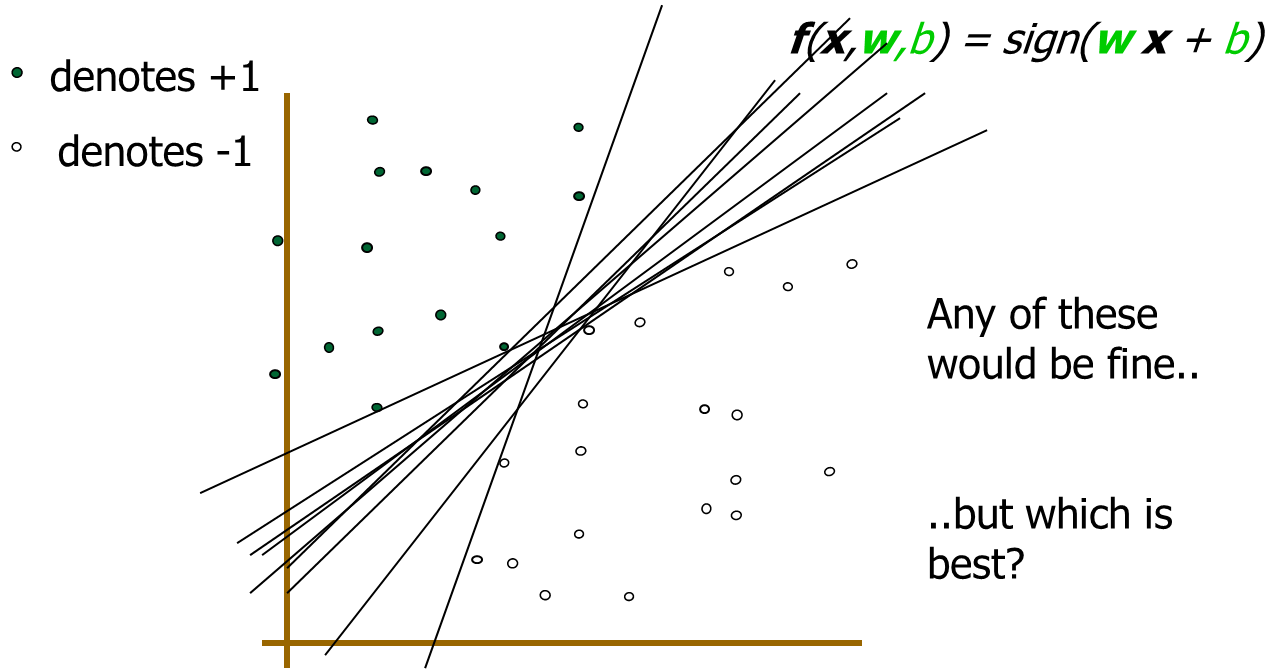 f(x,w,b) = sign(w x + b)
denotes +1
denotes -1
Any of these
would be fine..
..but which is
best?